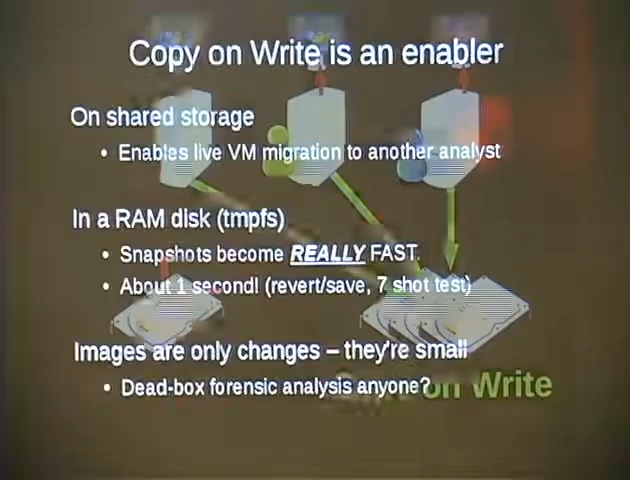 Copy on Write is an enabler
On shared storage
• Enables live VM migration to another analyst
In a RAM disk (tmpfs)
• Snapshots become REALLY FAST.
• About 1 second! (revert/save, 7 shot test)
Images are only changes – they're small
• Dead-box forensic analysis anyone?
on Write